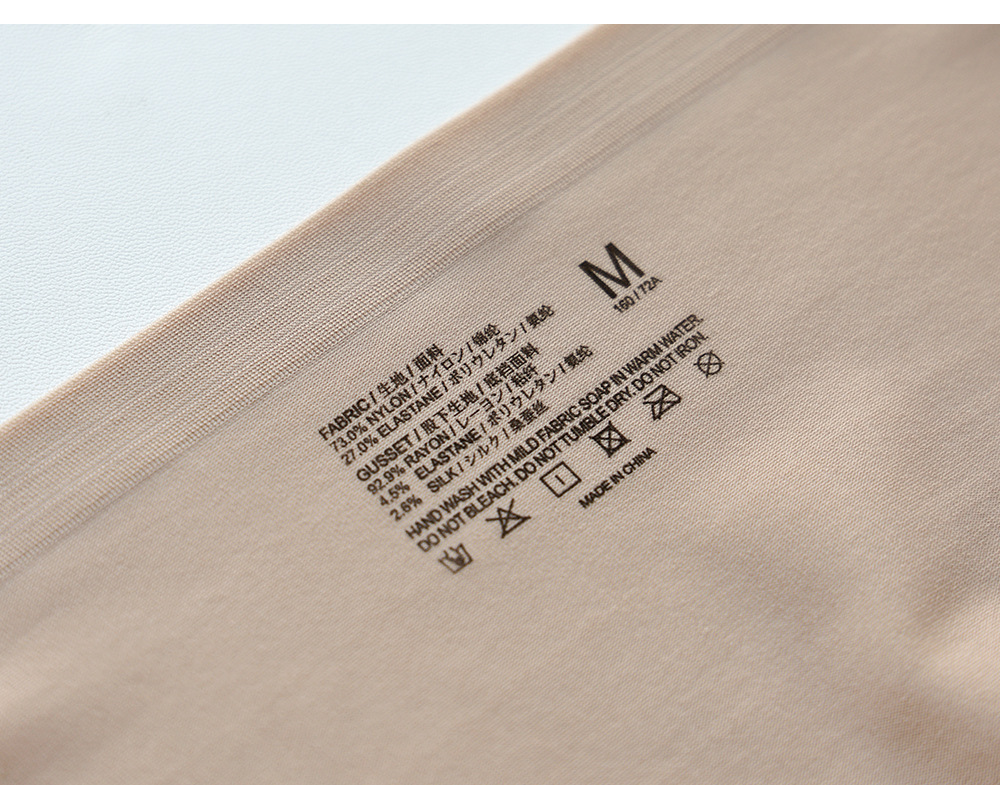 M
160 / 72A
FABRIC / 生地 / 面料
73.0% NYLON / ナイロン / 锦纶
27.0% ELASTANE / ポリウレタン / 氨纶
GUSSET / 股下生地 / 底裆面料
92.9% RAYON / レーヨン / 粘纤
4.5% ELASTANE / ポリウレタン / 氨纶
2.6% SILK / シルク / 桑蚕丝
HAND WASH WITH MILD FABRIC SOAP IN WARM WATER.
DO NOT BLEACH. DO NOT TUMBLE DRY. DO NOT IRON.
1
MADE IN CHINA